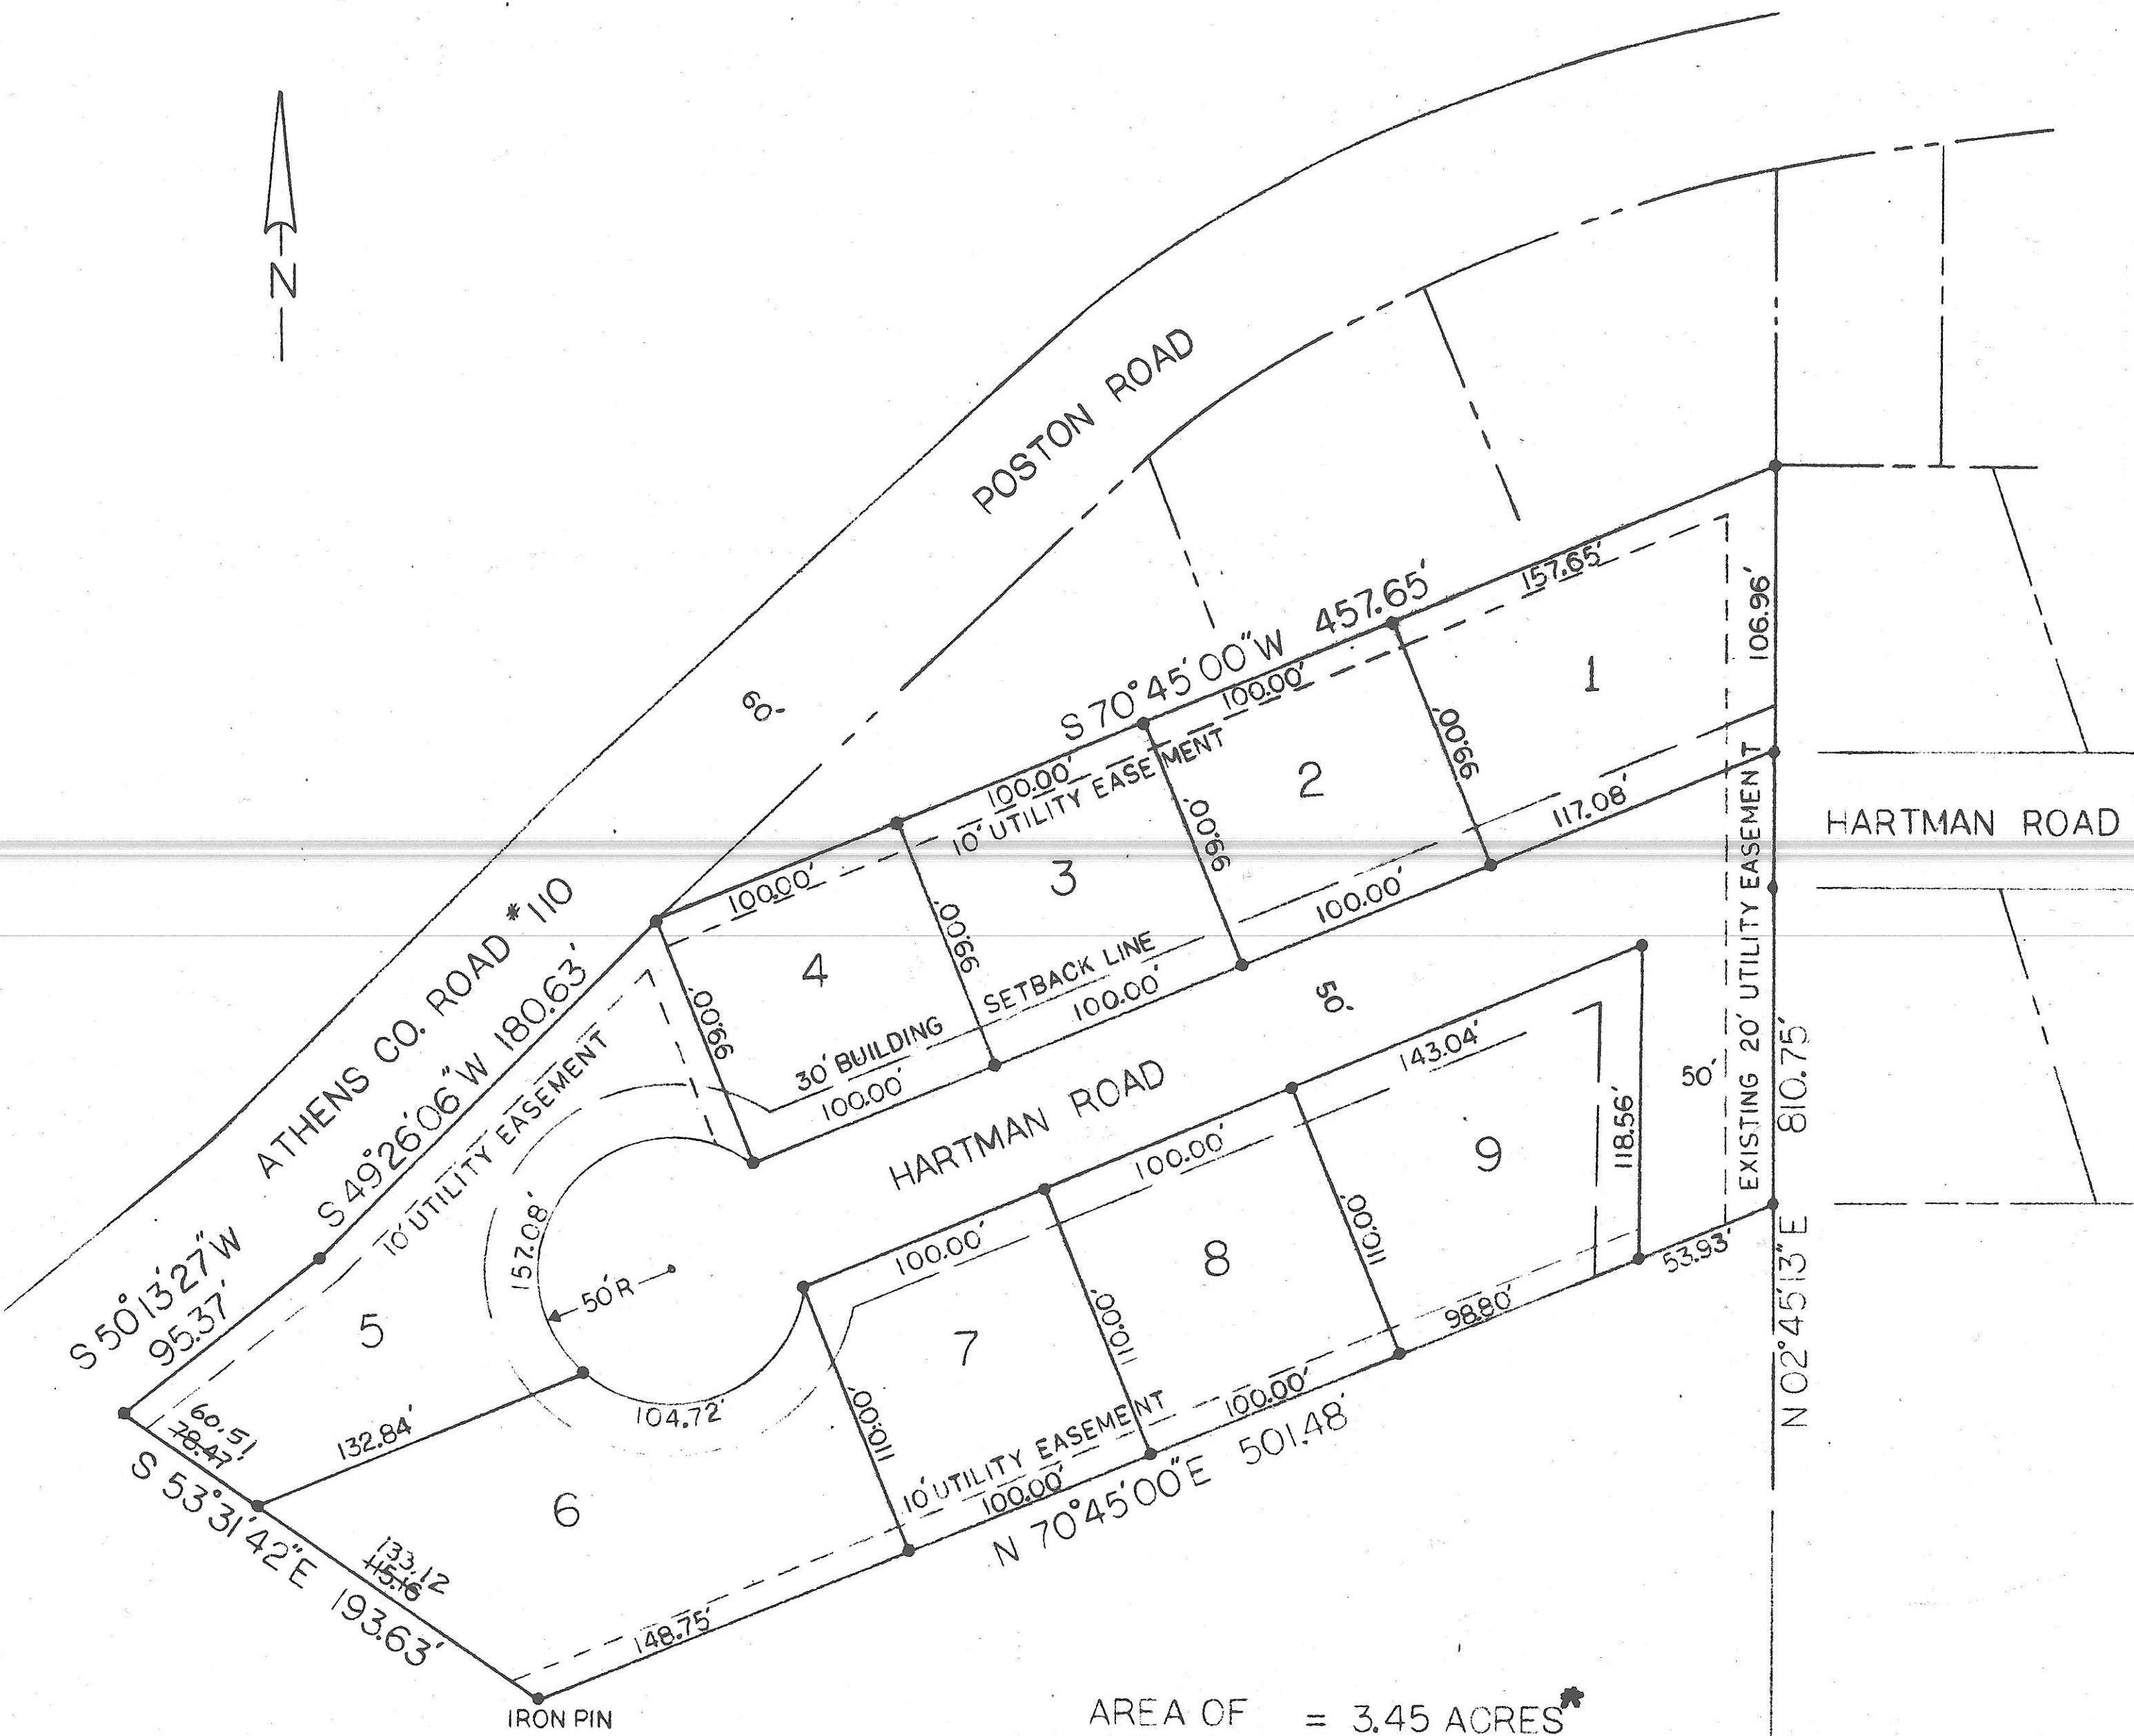 N
POSTON ROAD
60'
ATHENS CO. ROAD #110
S 70°45'00"W 457.65'
157.65'
100.00'
100.00'
100.00'
106.96'
1
2
3
4
99.00'
99.00'
99.00'
99.00'
10' UTILITY EASEMENT
30' BUILDING SETBACK LINE
117.08'
100.00'
100.00'
100.00'
HARTMAN ROAD
EXISTING 20' UTILITY EASEMENT
N 02°45'13"E 810.75'
50'
50'
HARTMAN ROAD
S 49°26'06"W 180.63'
10' UTILITY EASEMENT
S 50°13'27"W
95.37'
157.08'
50'R
104.72'
5
6
7
8
9
143.04'
100.00'
100.00'
118.56'
110.00'
110.00'
110.00'
53.93'
98.80'
100.00'
100.00'
148.75'
10' UTILITY EASEMENT
N 70°45'00"E 501.48'
132.84'
60.51
78.47'
S 53°31'42"E 193.63'
133.12
115.16
IRON PIN
AREA OF = 3.45 ACRES*